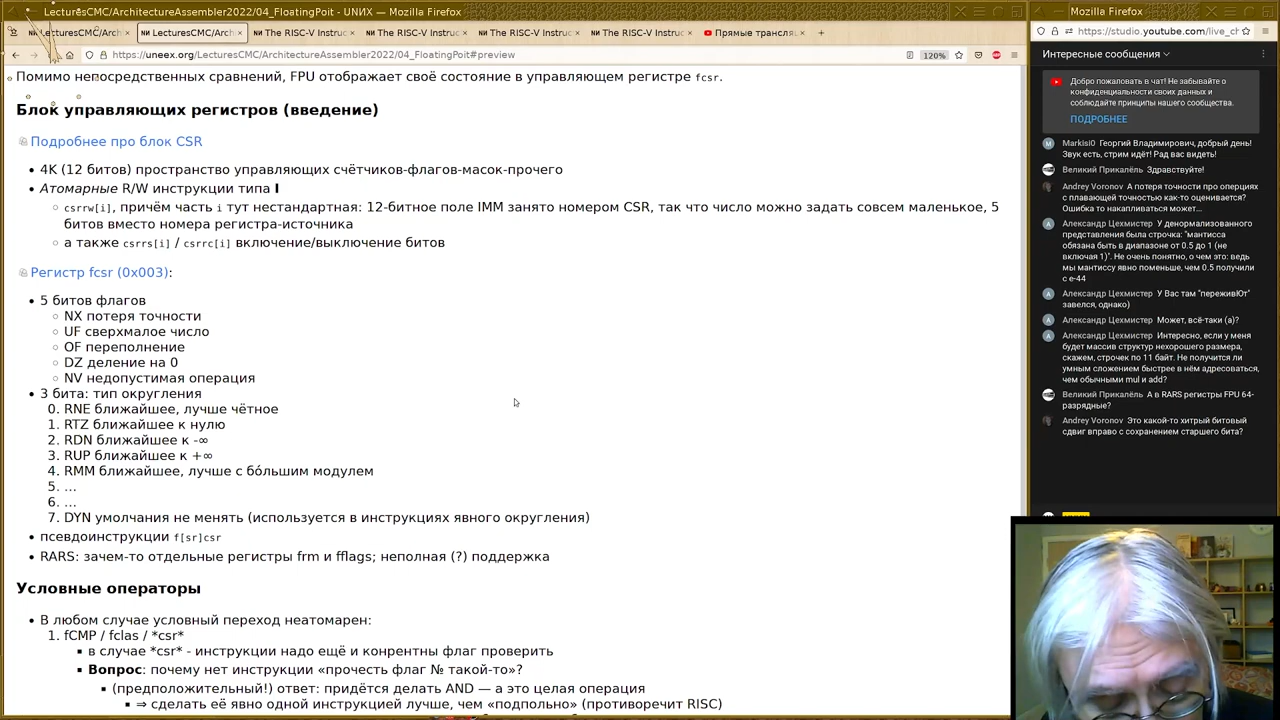 LecturesCMC/ArchitectureAssembler2022/04_FloatingPoit - UNИX — Mozilla Firefox
LecturesCMC/Archi
LecturesCMC/Archi
The RISC-V Instruc
The RISC-V Instruc
The RISC-V Instruc
The RISC-V Instruc
Прямые трансля
https://uneex.org/LecturesCMC/ArchitectureAssembler2022/04_FloatingPoit#preview
120%
Помимо непосредственных сравнений, FPU отображает своё состояние в управляющем регистре fcsr.
Блок управляющих регистров (введение)
Подробнее про блок CSR
• 4K (12 битов) пространство управляющих счётчиков-флагов-масок-прочего
• Атомарные R/W инструкции типа I
csrrw[i], причём часть i тут нестандартная: 12-битное поле IMM занято номером CSR, так что число можно задать совсем маленькое, 5
битов вместо номера регистра-источника
а также csrrs[i] / csrrc[i] включение/выключение битов
Регистр fcsr (0x003):
• 5 битов флагов
NX потеря точности
UF сверхмалое число
OF переполнение
DZ деление на 0
NV недопустимая операция
• 3 бита: тип округления
0. RNE ближайшее, лучше чётное
1. RTZ ближайшее к нулю
2. RDN ближайшее к -∞
3. RUP ближайшее к +∞
4. RMM ближайшее, лучше с бо́льшим модулем
5. ...
6. ...
7. DYN умолчания не менять (используется в инструкциях явного округления)
• псевдоинструкции f[sr]csr
• RARS: зачем-то отдельные регистры frm и fflags; неполная (?) поддержка
Условные операторы
• В любом случае условный переход неатомарен:
1. fCMP / fclas / *csr*
в случае *csr* - инструкции надо ещё и конрентны флаг проверить
Вопрос: почему нет инструкции «прочесть флаг № такой-то»?
(предположительный!) ответ: придётся делать AND — а это целая операция
⇒ сделать её явно одной инструкцией лучше, чем «подпольно» (противоречит RISC)
Mozilla Firefox
https://studio.youtube.com/live_ch
Интересные сообщения
Добро пожаловать в чат! Не забывайте о
конфиденциальности своих данных и
соблюдайте принципы нашего сообщества.
ПОДРОБНЕЕ
Markisi0 Георгий Владимирович, добрый день!
Звук есть, стрим идёт! Рад вас видеть!
Великий Прикалёль Здравствуйте!
Andrey Voronov А потеря точности про оперциях
с плавающей точностью как-то оценивается?
Ошибка то накапливаться может...
Александр Цехмистер У денормализованного
представления была строчка: "мантисса
обязана быть в диапазоне от 0.5 до 1 (не
включая 1)". Не очень понятно, о чем это: ведь
мы мантиссу явно поменьше, чем 0.5 получили
с e-44
Александр Цехмистер У Вас там "переживЮт"
завелся, однако)
Александр Цехмистер Может, всё-таки (а)?
Александр Цехмистер Интересно, если у меня
будет массив структур нехорошего размера,
скажем, строчек по 11 байт. Не получится ли
умным сложением быстрее в нём адресоваться,
чем обычными mul и add?
Великий Прикалёль А в RARS регистры FPU 64-
разрядные?
Andrey Voronov Это какой-то хитрый битовый
сдвиг вправо с сохранением старшего бита?